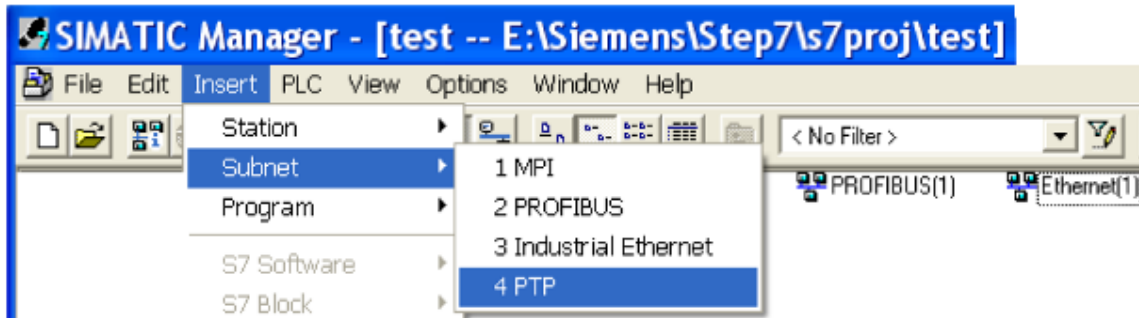 SIMATIC Manager - [test -- E:\Siemens\Step7\s7proj\test]
File Edit Insert PLC View Options Window Help
Station
< No Filter >
Subnet
1 MPI
PROFIBUS(1) Ethernet(1)
Program
2 PROFIBUS
3 Industrial Ethernet
S7 Software
4 PTP
S7 Block